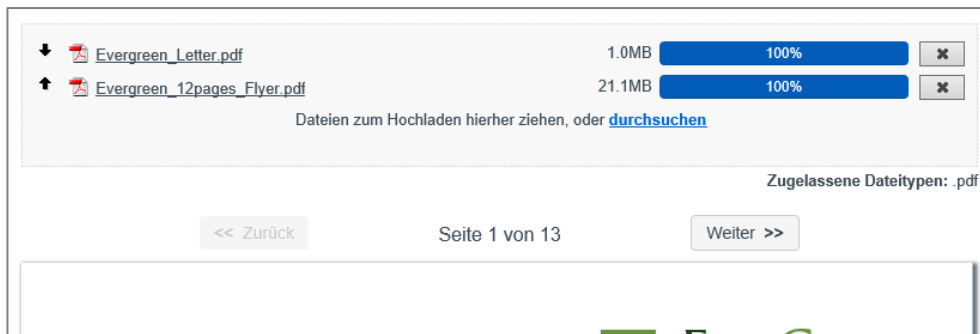 Evergreen_Letter.pdf 1.0MB 100%
Evergreen_12pages_Flyer.pdf 21.1MB 100%
Dateien zum Hochladen hierher ziehen, oder durchsuchen
Zugelassene Dateitypen: .pdf
<< Zurück Seite 1 von 13 Weiter >>